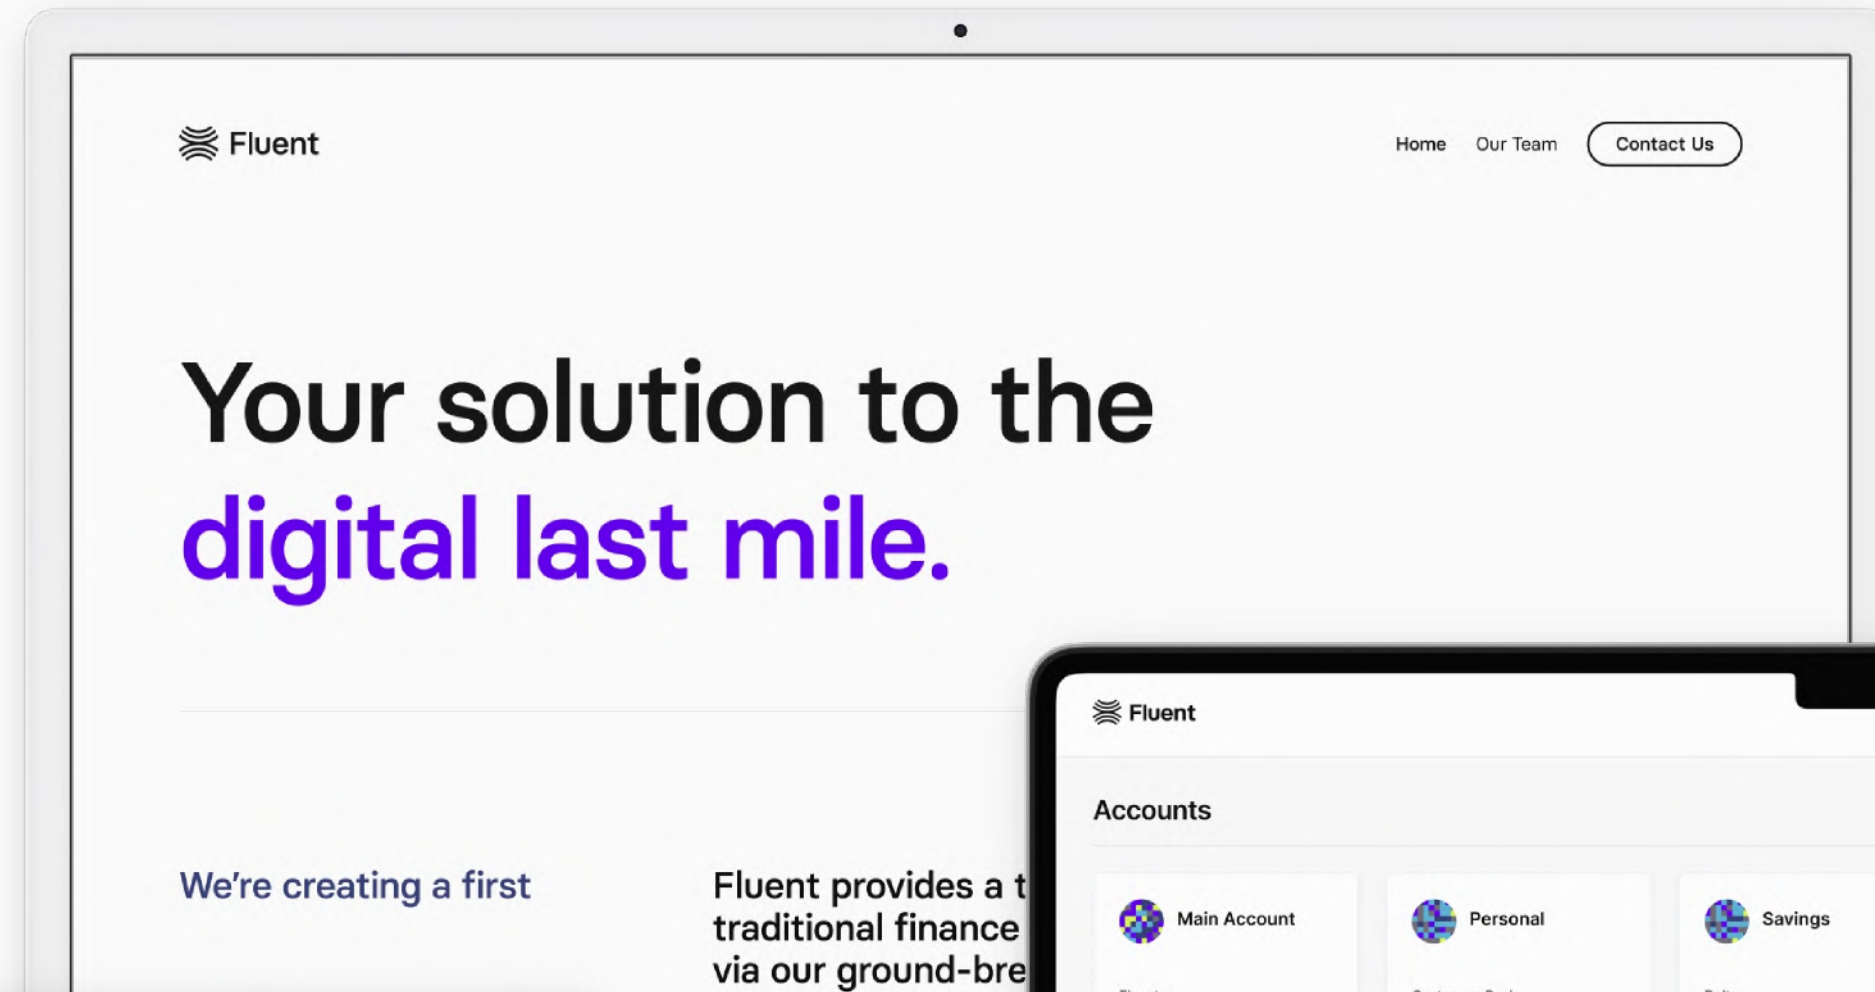 Fluent
Home Our Team Contact Us
Your solution to the
digital last mile.
We're creating a first
Fluent provides a t
traditional finance
via our ground-bre
Fluent
Accounts
Main Account Personal Savings